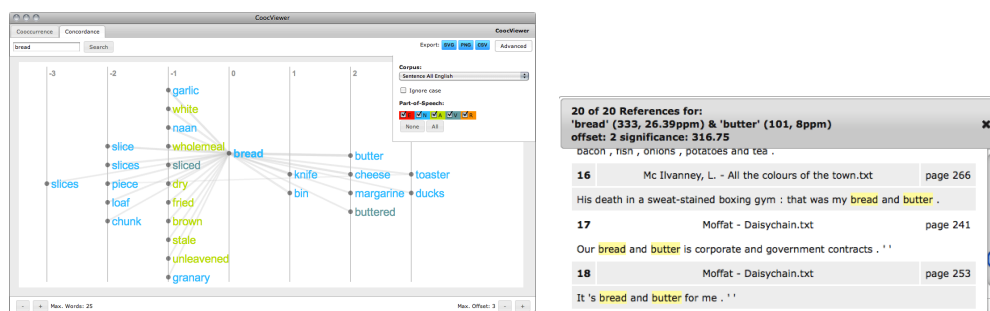 CoocViewer
Cooccurrence Concordance CoocViewer
bread Search Export: SVG PNG CSV Advanced
-3 -2 -1 0 1 2
Corpus:
Sentence All English
Ignore case
Part-of-Speech:
E N A V R
None All
garlic
white
naan
slice wholemeal bread butter
slices sliced knife cheese toaster
slices piece dry bin margarine ducks
loaf fried buttered
chunk brown
stale
unleavened
granary
- + Max. Words: 25 Max. Offset: 3 - +
20 of 20 References for:
'bread' (333, 26.39ppm) & 'butter' (101, 8ppm)
offset: 2 significance: 316.75
bacon , fish , onions , potatoes and tea .
16 Mc Ilvanney, L. - All the colours of the town.txt page 266
His death in a sweat-stained boxing gym : that was my bread and butter .
17 Moffat - Daisychain.txt page 241
Our bread and butter is corporate and government contracts . ' '
18 Moffat - Daisychain.txt page 253
It 's bread and butter for me . ' '